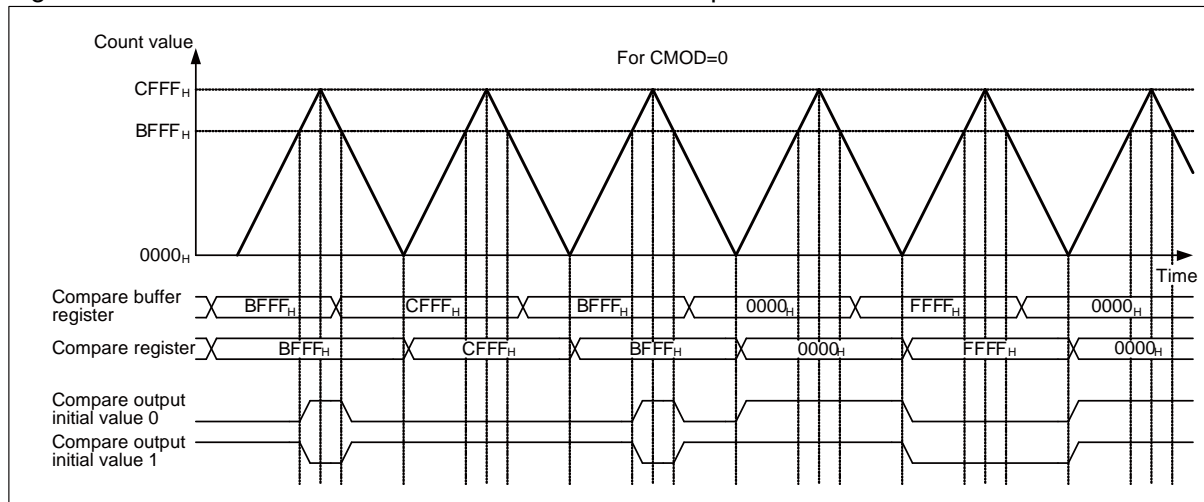 Count value
For CMOD=0
CFFFH
BFFFH
0000H
Time
Compare buffer
register
BFFFH
CFFFH
BFFFH
0000H
FFFFH
0000H
Compare register
BFFFH
CFFFH
BFFFH
0000H
FFFFH
0000H
Compare output
initial value 0
Compare output
initial value 1